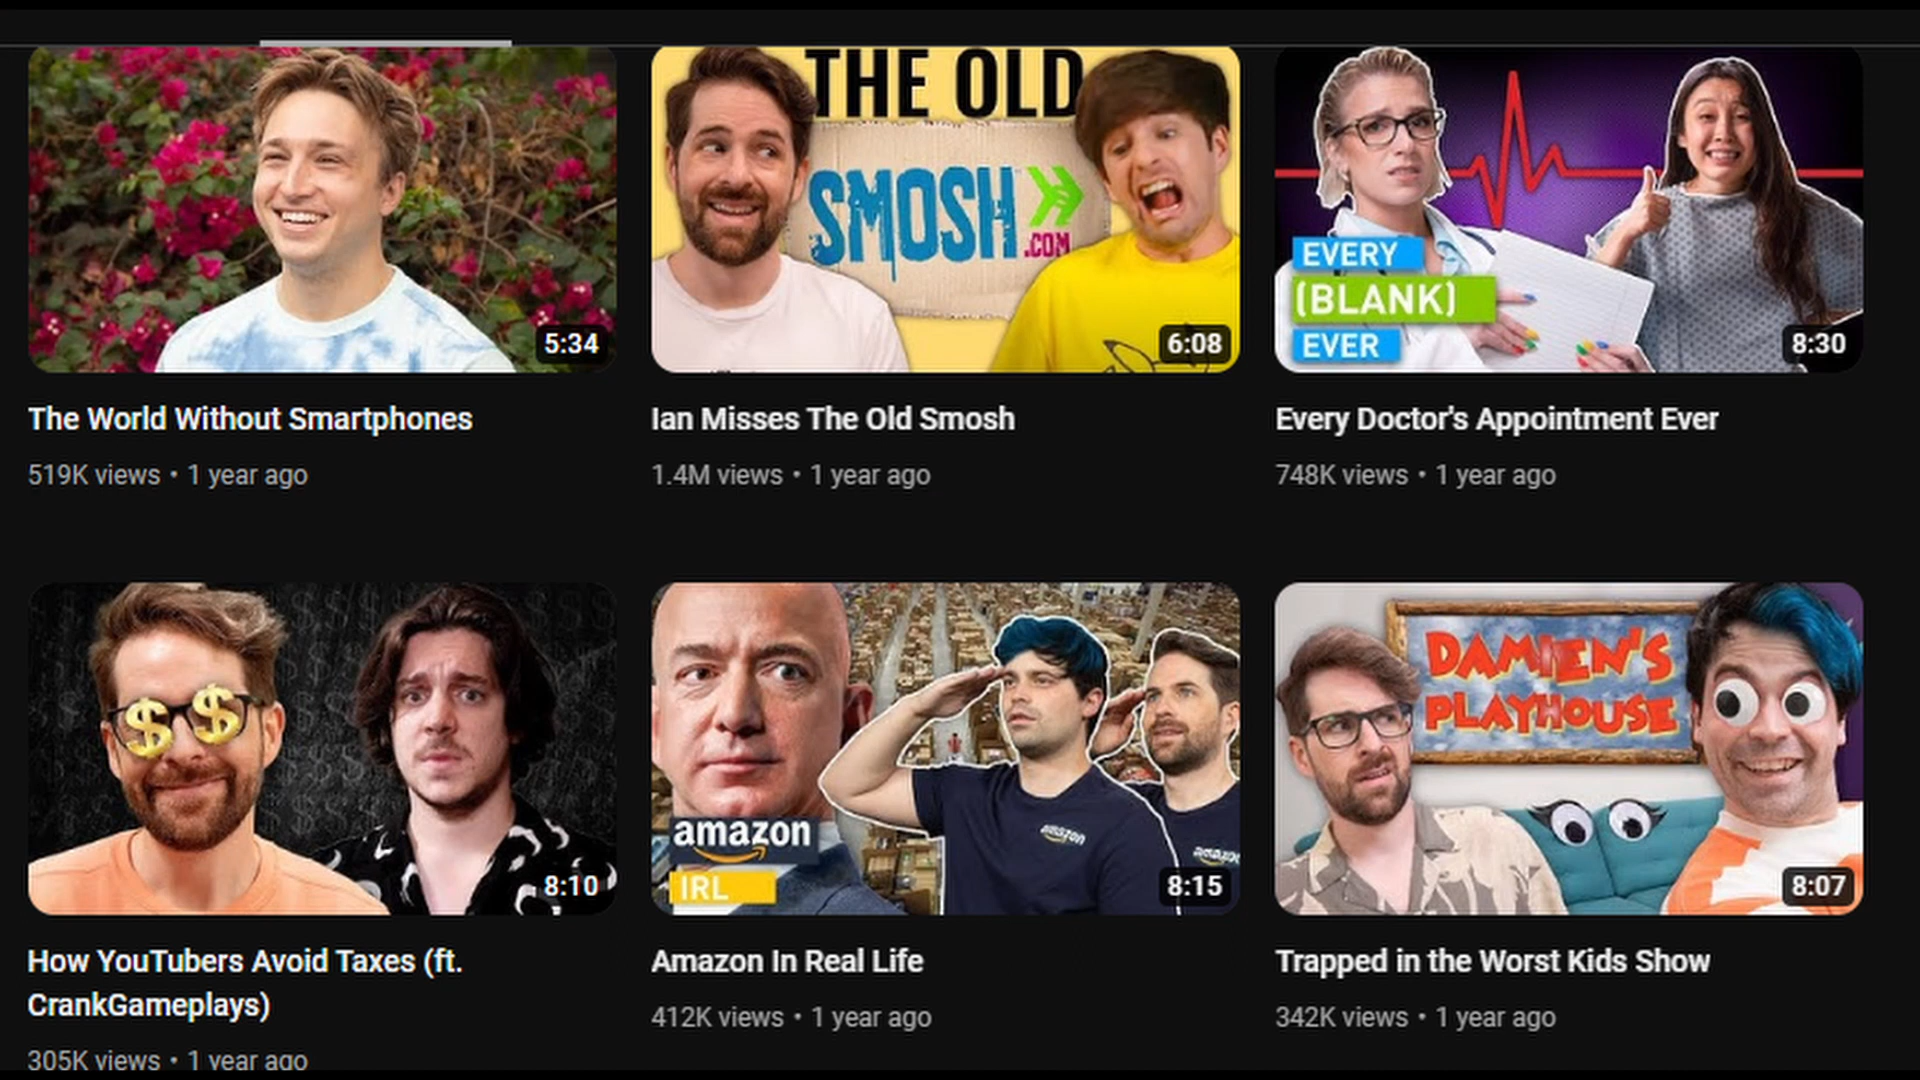 THE OLD
SMOSH
.COM
EVERY
(BLANK)
EVER
5:34
6:08
8:30
The World Without Smartphones
Ian Misses The Old Smosh
Every Doctor's Appointment Ever
519K views • 1 year ago
1.4M views • 1 year ago
748K views • 1 year ago
$ $
amazon
IRL
amazon
amazon
DAMIEN'S
PLAYHOUSE
8:10
8:15
8:07
How YouTubers Avoid Taxes (ft.
CrankGameplays)
Amazon In Real Life
Trapped in the Worst Kids Show
305K views • 1 year ago
412K views • 1 year ago
342K views • 1 year ago